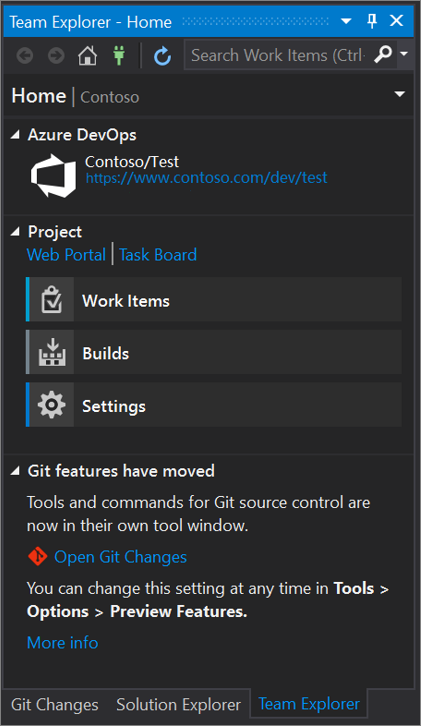 Team Explorer - Home
Search Work Items (Ctrl
Home | Contoso
Azure DevOps
Contoso/Test
https://www.contoso.com/dev/test
Project
Web Portal | Task Board
Work Items
Builds
Settings
Git features have moved
Tools and commands for Git source control are
now in their own tool window.
Open Git Changes
You can change this setting at any time in Tools >
Options > Preview Features.
More info
Git Changes Solution Explorer Team Explorer